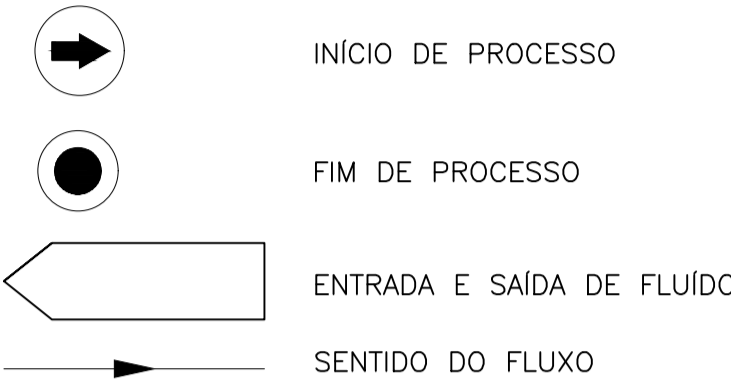 INÍCIO DE PROCESSO
FIM DE PROCESSO
ENTRADA E SAÍDA DE FLUÍDO
SENTIDO DO FLUXO